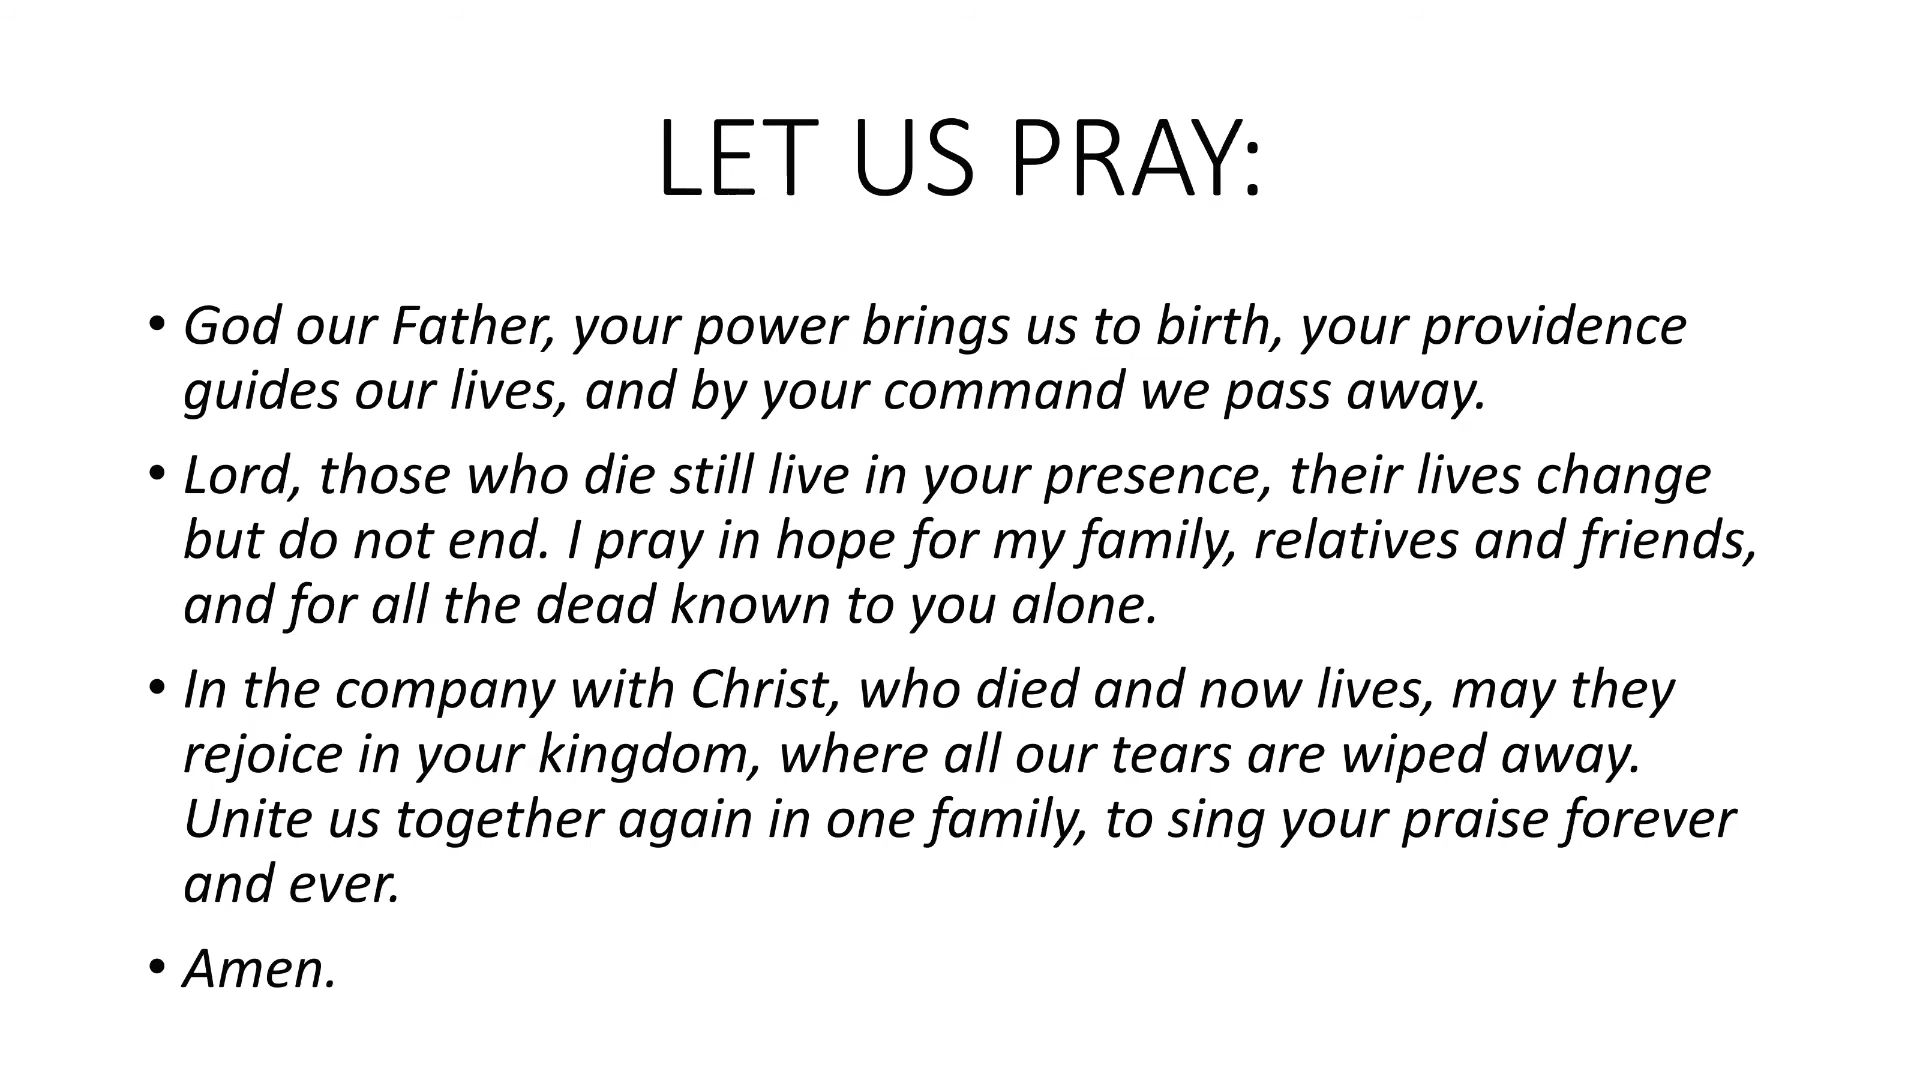 LET US PRAY:
• God our Father, your power brings us to birth, your providence
guides our lives, and by your command we pass away.
• Lord, those who die still live in your presence, their lives change
but do not end. I pray in hope for my family, relatives and friends,
and for all the dead known to you alone.
• In the company with Christ, who died and now lives, may they
rejoice in your kingdom, where all our tears are wiped away.
Unite us together again in one family, to sing your praise forever
and ever.
• Amen.